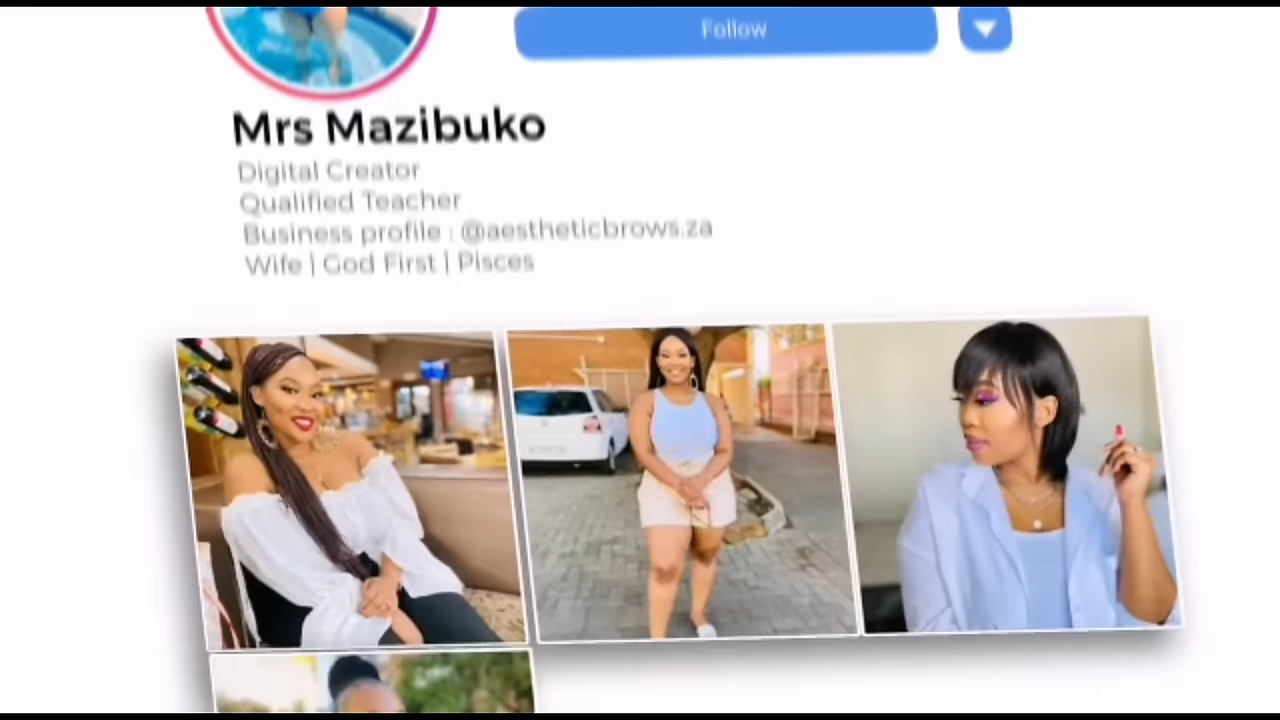 Follow
Mrs Mazibuko
Digital Creator
Qualified Teacher
Business profile : @aestheticbrows.za
Wife | God First | Pisces